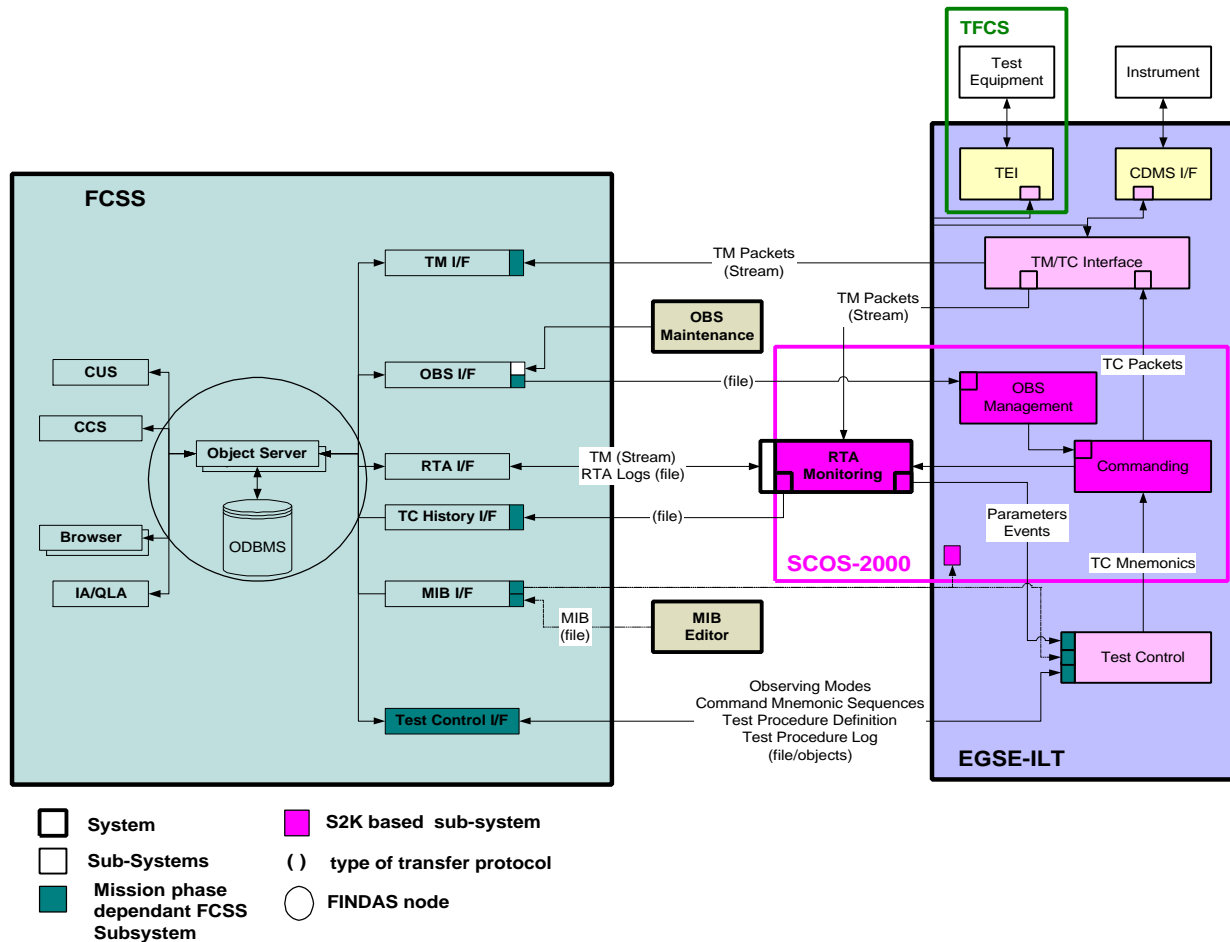 TFCS
Test
Equipment
Instrument
TEI
CDMS I/F
FCSS
TM I/F
TM Packets
(Stream)
TM/TC Interface
TM Packets
(Stream)
OBS
Maintenance
CUS
OBS I/F
(file)
TC Packets
OBS
Management
CCS
Object Server
RTA I/F
TM (Stream)
RTA Logs (file)
RTA
Monitoring
Commanding
TC History I/F
(file)
Parameters
Events
Browser
ODBMS
SCOS-2000
TC Mnemonics
IA/QLA
MIB I/F
MIB
(file)
MIB
Editor
Test Control
Observing Modes
Command Mnemonic Sequences
Test Procedure Definition
Test Procedure Log
(file/objects)
Test Control I/F
EGSE-ILT
System
S2K based sub-system
Sub-Systems
( ) type of transfer protocol
Mission phase
dependant FCSS
Subsystem
FINDAS node